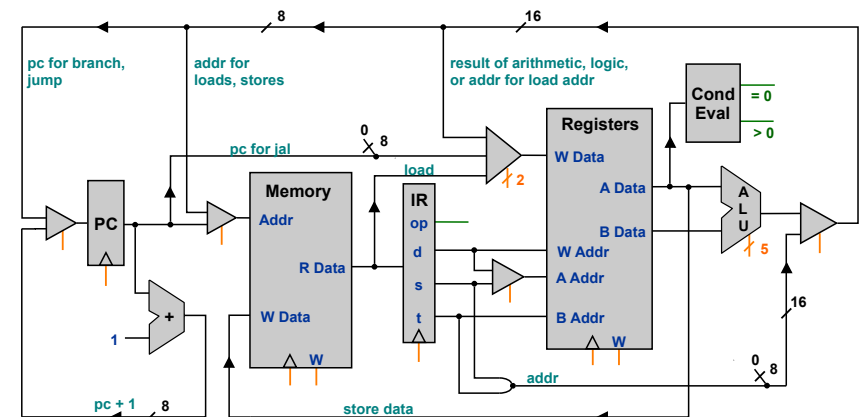 8
16
pc for branch,
jump
addr for
loads, stores
result of arithmetic, logic,
or addr for load addr
Cond
Eval
= 0
> 0
0
8
pc for jal
Registers
W Data
2
load
Memory
IR
A Data
A
L
U
PC
Addr
op
B Data
5
d
W Addr
R Data
s
A Addr
+
1
W Data
t
B Addr
16
W
W
0
8
addr
pc + 1
8
store data